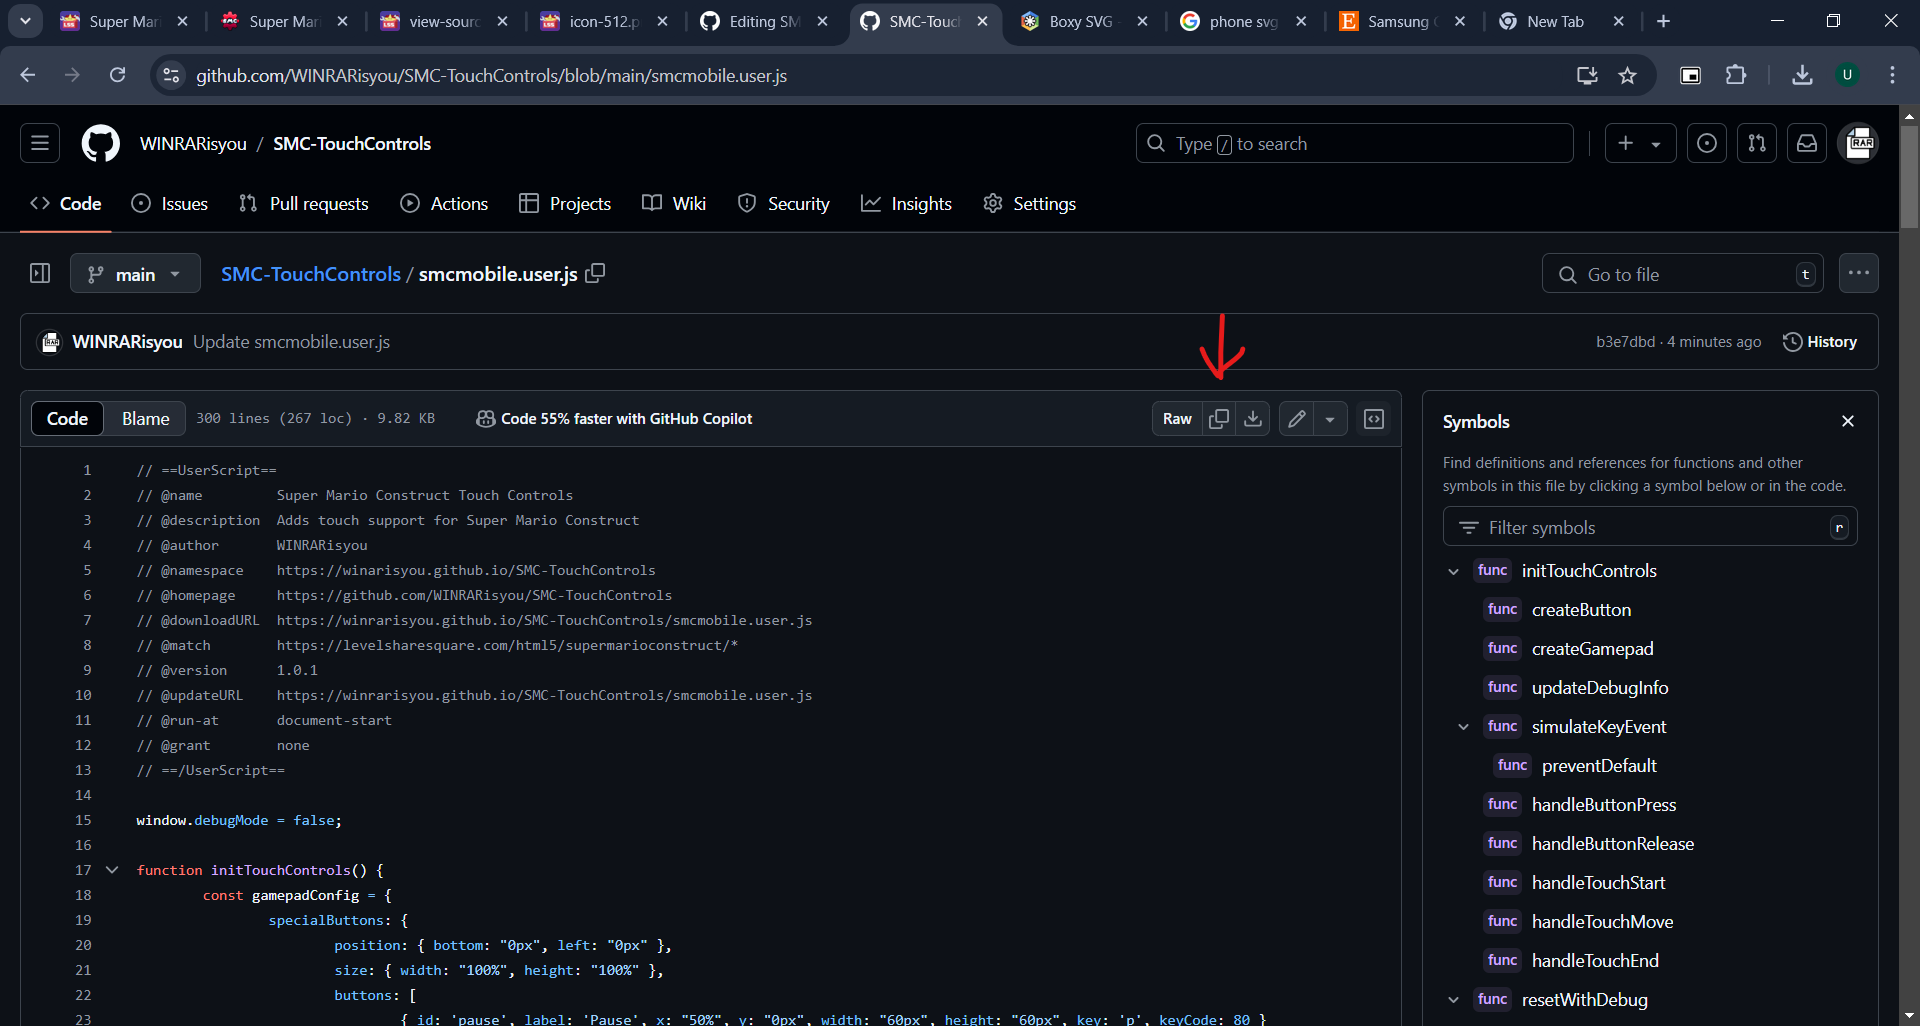 Super Mari
Super Mari
view-sourc
icon-512.p
Editing SM
SMC-Touc
Boxy SVG -
phone svg
Samsung
New Tab
github.com/WINRARisyou/SMC-TouchControls/blob/main/smcmobile.user.js
U
WINRARisyou / SMC-TouchControls
Type / to search
RAR
Code
Issues
Pull requests
Actions
Projects
Wiki
Security
Insights
Settings
main
SMC-TouchControls / smcmobile.user.js
Go to file
t
WINRARisyou Update smcmobile.user.js
b3e7dbd · 4 minutes ago
History
Code
Blame
300 lines (267 loc) · 9.82 KB
Code 55% faster with GitHub Copilot
Raw
1 // ==UserScript==
2 // @name Super Mario Construct Touch Controls
3 // @description Adds touch support for Super Mario Construct
4 // @author WINRARisyou
5 // @namespace https://winarisyou.github.io/SMC-TouchControls
6 // @homepage https://github.com/WINRARisyou/SMC-TouchControls
7 // @downloadURL https://winrarisyou.github.io/SMC-TouchControls/smcmobile.user.js
8 // @match https://levelsharesquare.com/html5/supermarioconstruct/*
9 // @version 1.0.1
10 // @updateURL https://winrarisyou.github.io/SMC-TouchControls/smcmobile.user.js
11 // @run-at document-start
12 // @grant none
13 // ==/UserScript==
14
15 window.debugMode = false;
16
17 function initTouchControls() {
18 const gamepadConfig = {
19 specialButtons: {
20 position: { bottom: "0px", left: "0px" },
21 size: { width: "100%", height: "100%" },
22 buttons: [
23 { id: 'pause', label: 'Pause', x: "50%", y: "0px", width: "60px", height: "60px", key: 'p', keyCode: 80 }
Symbols
Find definitions and references for functions and other
symbols in this file by clicking a symbol below or in the code.
Filter symbols
r
func initTouchControls
func createButton
func createGamepad
func updateDebugInfo
func simulateKeyEvent
func preventDefault
func handleButtonPress
func handleButtonRelease
func handleTouchStart
func handleTouchMove
func handleTouchEnd
func resetWithDebug